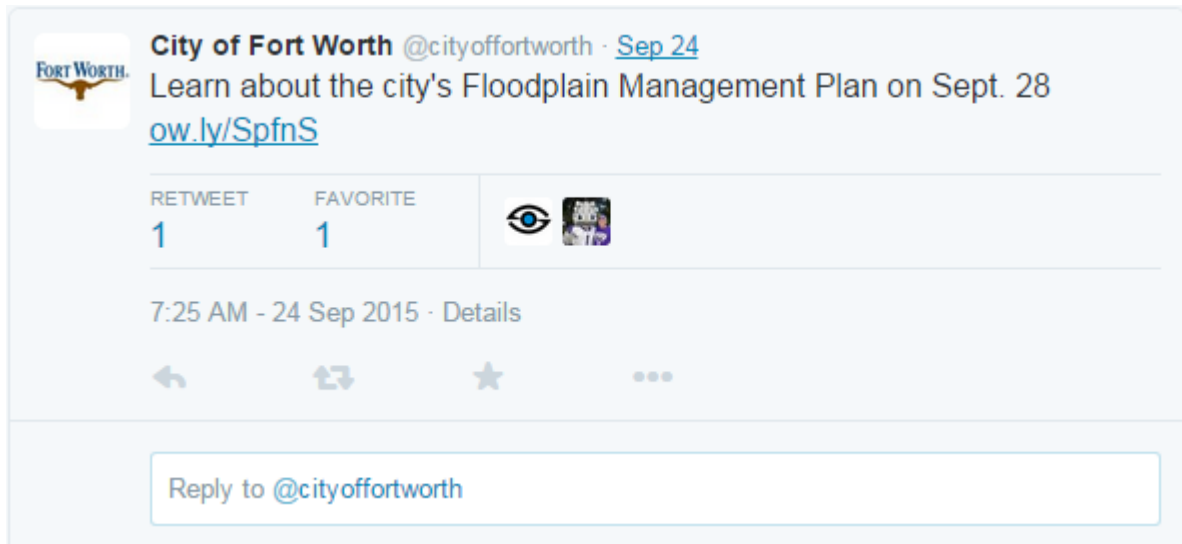 FORT WORTH.
City of Fort Worth @cityoffortworth · Sep 24
Learn about the city's Floodplain Management Plan on Sept. 28
ow.ly/SpfnS
RETWEET FAVORITE
1 1
7:25 AM - 24 Sep 2015 · Details
Reply to @cityoffortworth